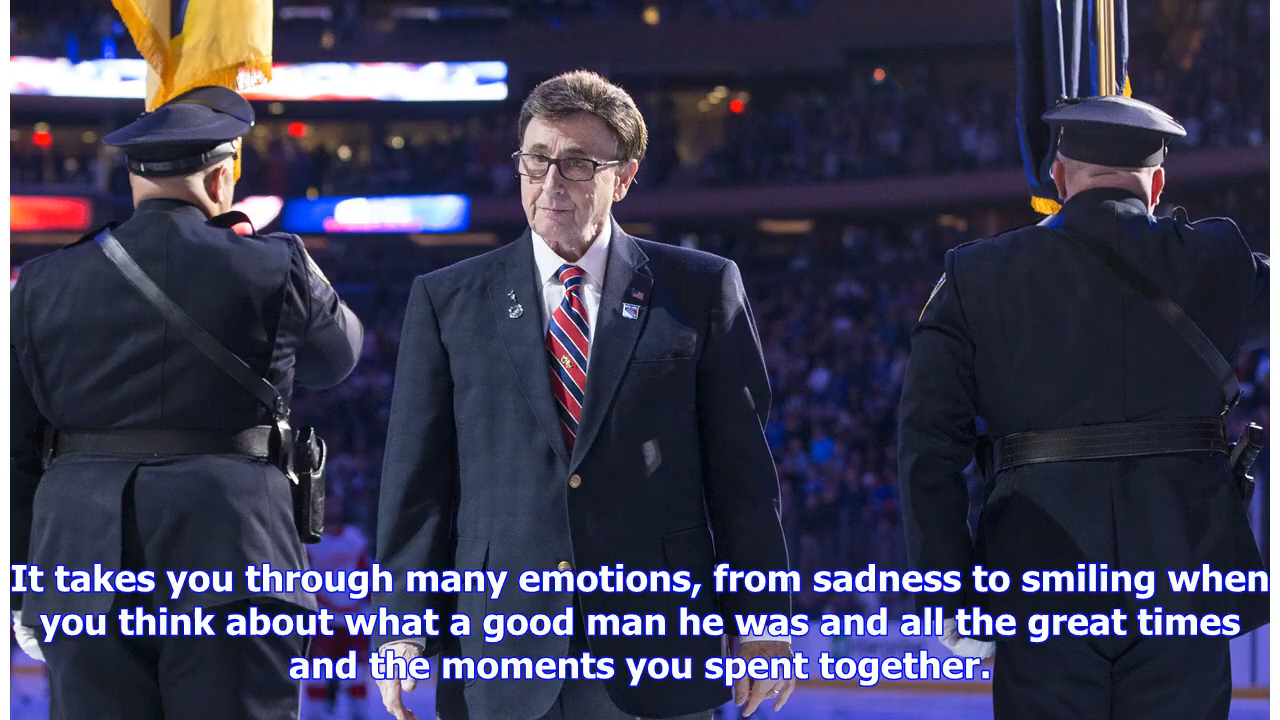 It takes you through many emotions, from sadness to smiling when
you think about what a good man he was and all the great times
and the moments you spent together.